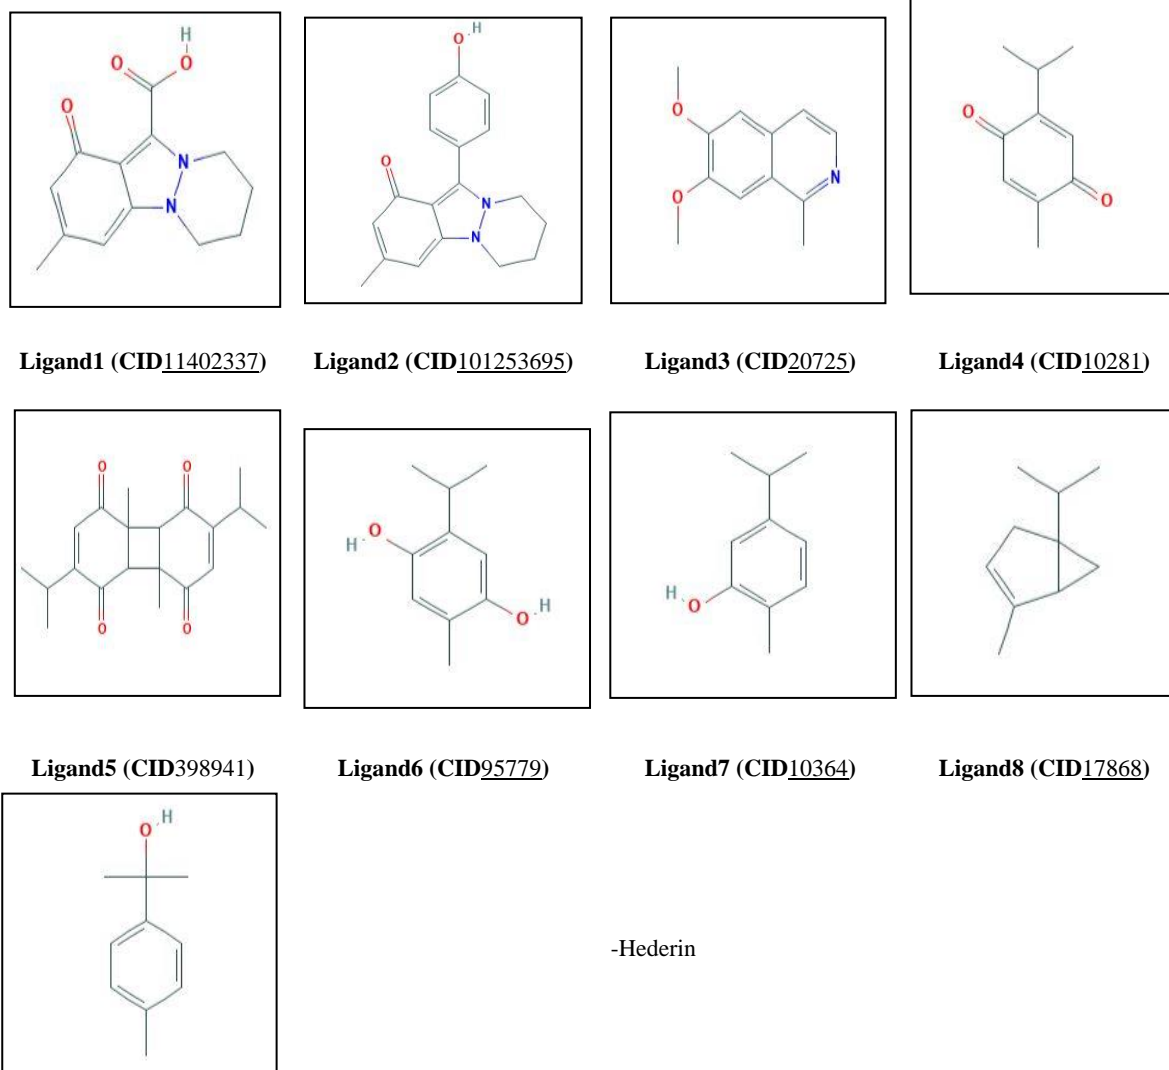 H
O
O
O
N
N
H
O
O
N
N
O
O
N
O
O
Ligand1 (CID11402337) Ligand2 (CID101253695) Ligand3 (CID20725) Ligand4 (CID10281)
O O
O O
H O
O H
H O
Ligand5 (CID398941) Ligand6 (CID95779) Ligand7 (CID10364) Ligand8 (CID17868)
O H
-Hederin